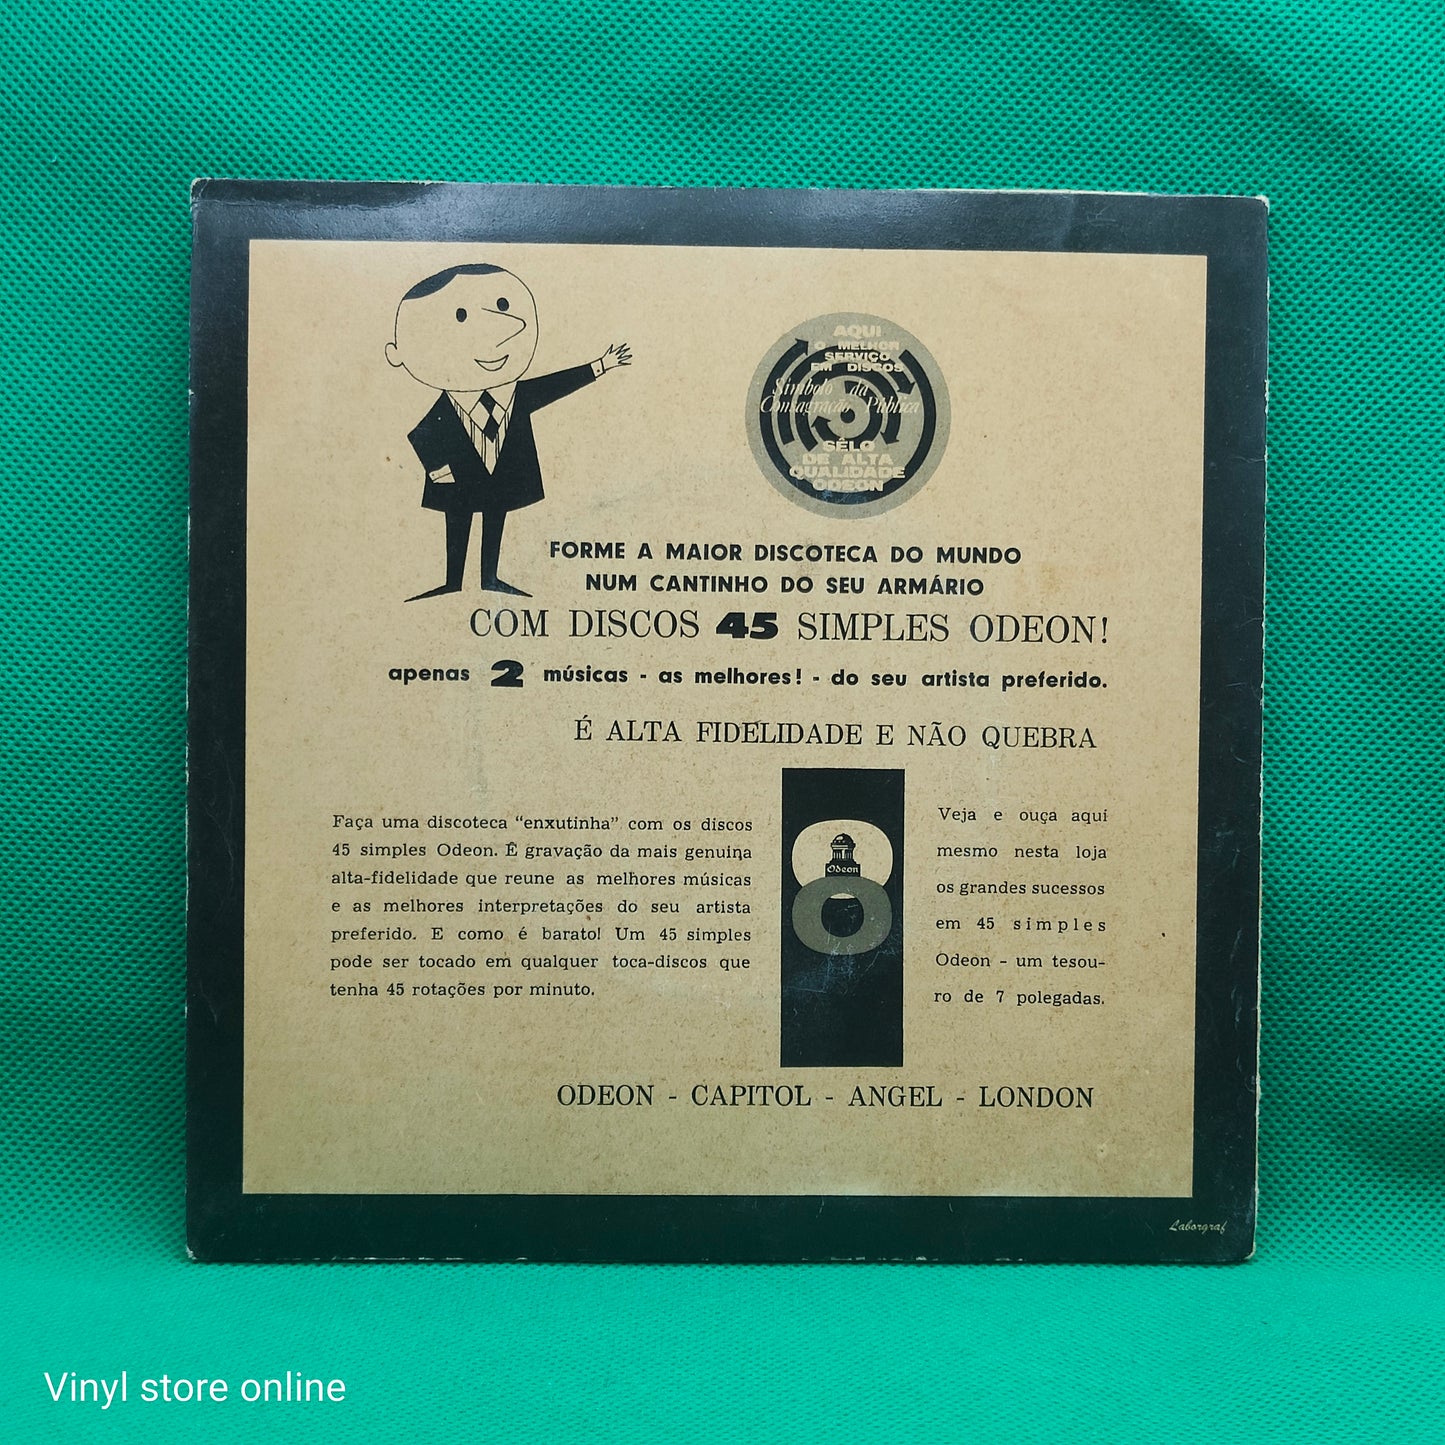 AQUI
O MELHOR
SERVIÇO
EM DISCOS
Símbolo da
Consagração Pública
SÊLO
DE ALTA
QUALIDADE
ODEON
FORME A MAIOR DISCOTECA DO MUNDO
NUM CANTINHO DO SEU ARMÁRIO
COM DISCOS 45 SIMPLES ODEON!
apenas 2 músicas - as melhores! - do seu artista preferido.
É ALTA FIDELIDADE E NÃO QUEBRA
Faça uma discoteca "enxutinha" com os discos
45 simples Odeon. É gravação da mais genuina
alta-fidelidade que reune as melhores músicas
e as melhores interpretações do seu artista
preferido. E como é barato! Um 45 simples
pode ser tocado em qualquer toca-discos que
tenha 45 rotações por minuto.
Odeon
Veja e ouça aquí
mesmo nesta loja
os grandes sucessos
em 45 simples
Odeon - um tesou-
ro de 7 polegadas.
ODEON - CAPITOL - ANGEL - LONDON
Laborgraf
Vinyl store online